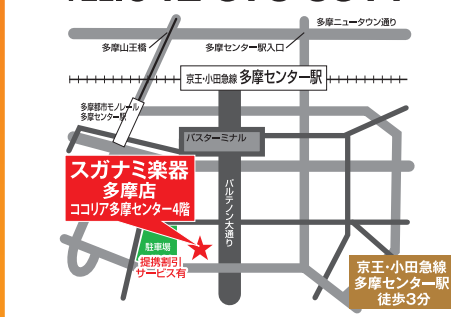 多摩ニュータウン通り
多摩山王橋
多摩センター駅入口
京王・小田急線 多摩センター駅
多摩都市モノレール
多摩センター駅
バスターミナル
スガナミ楽器
多摩店
ココリア多摩センター4階
パルテノン大通り
駐車場
提携割引
サービス有
京王・小田急線
多摩センター駅
徒歩3分